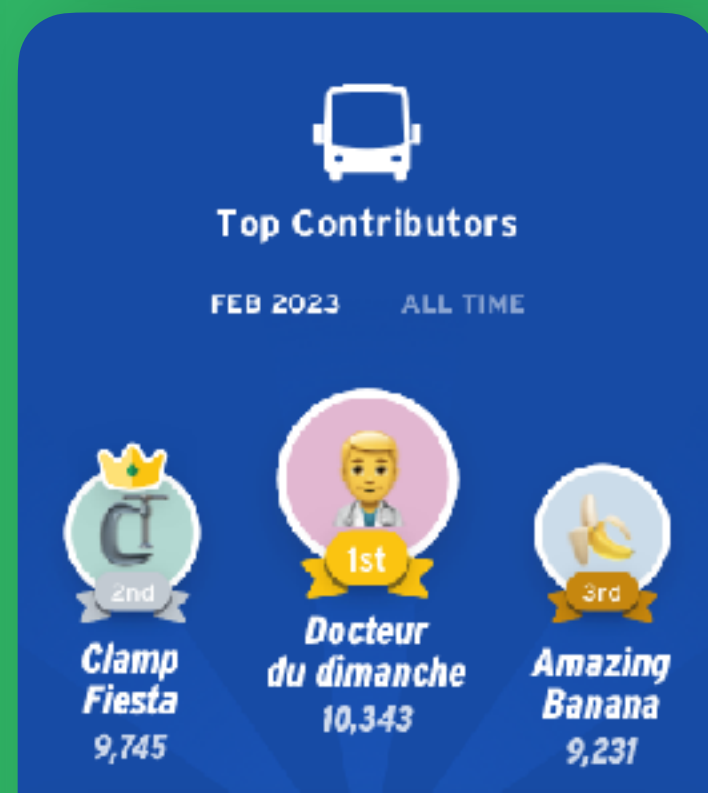 Top Contributors
FEB 2023 ALL TIME
1st
Docteur
du dimanche
10,343
2nd
Clamp
Fiesta
9,745
3rd
Amazing
Banana
9,231